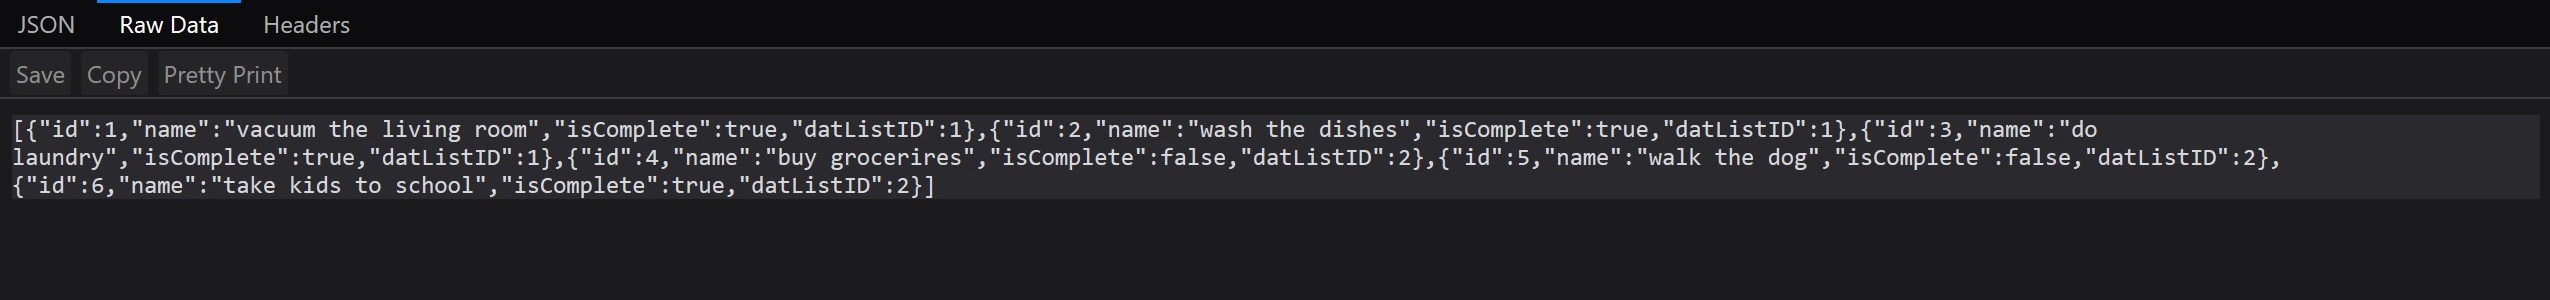 JSON Raw Data Headers
Save Copy Pretty Print
[{"id":1,"name":"vacuum the living room","isComplete":true,"datListID":1},{"id":2,"name":"wash the dishes","isComplete":true,"datListID":1},{"id":3,"name":"do
laundry","isComplete":true,"datListID":1},{"id":4,"name":"buy grocerires","isComplete":false,"datListID":2},{"id":5,"name":"walk the dog","isComplete":false,"datListID":2},
{"id":6,"name":"take kids to school","isComplete":true,"datListID":2}]